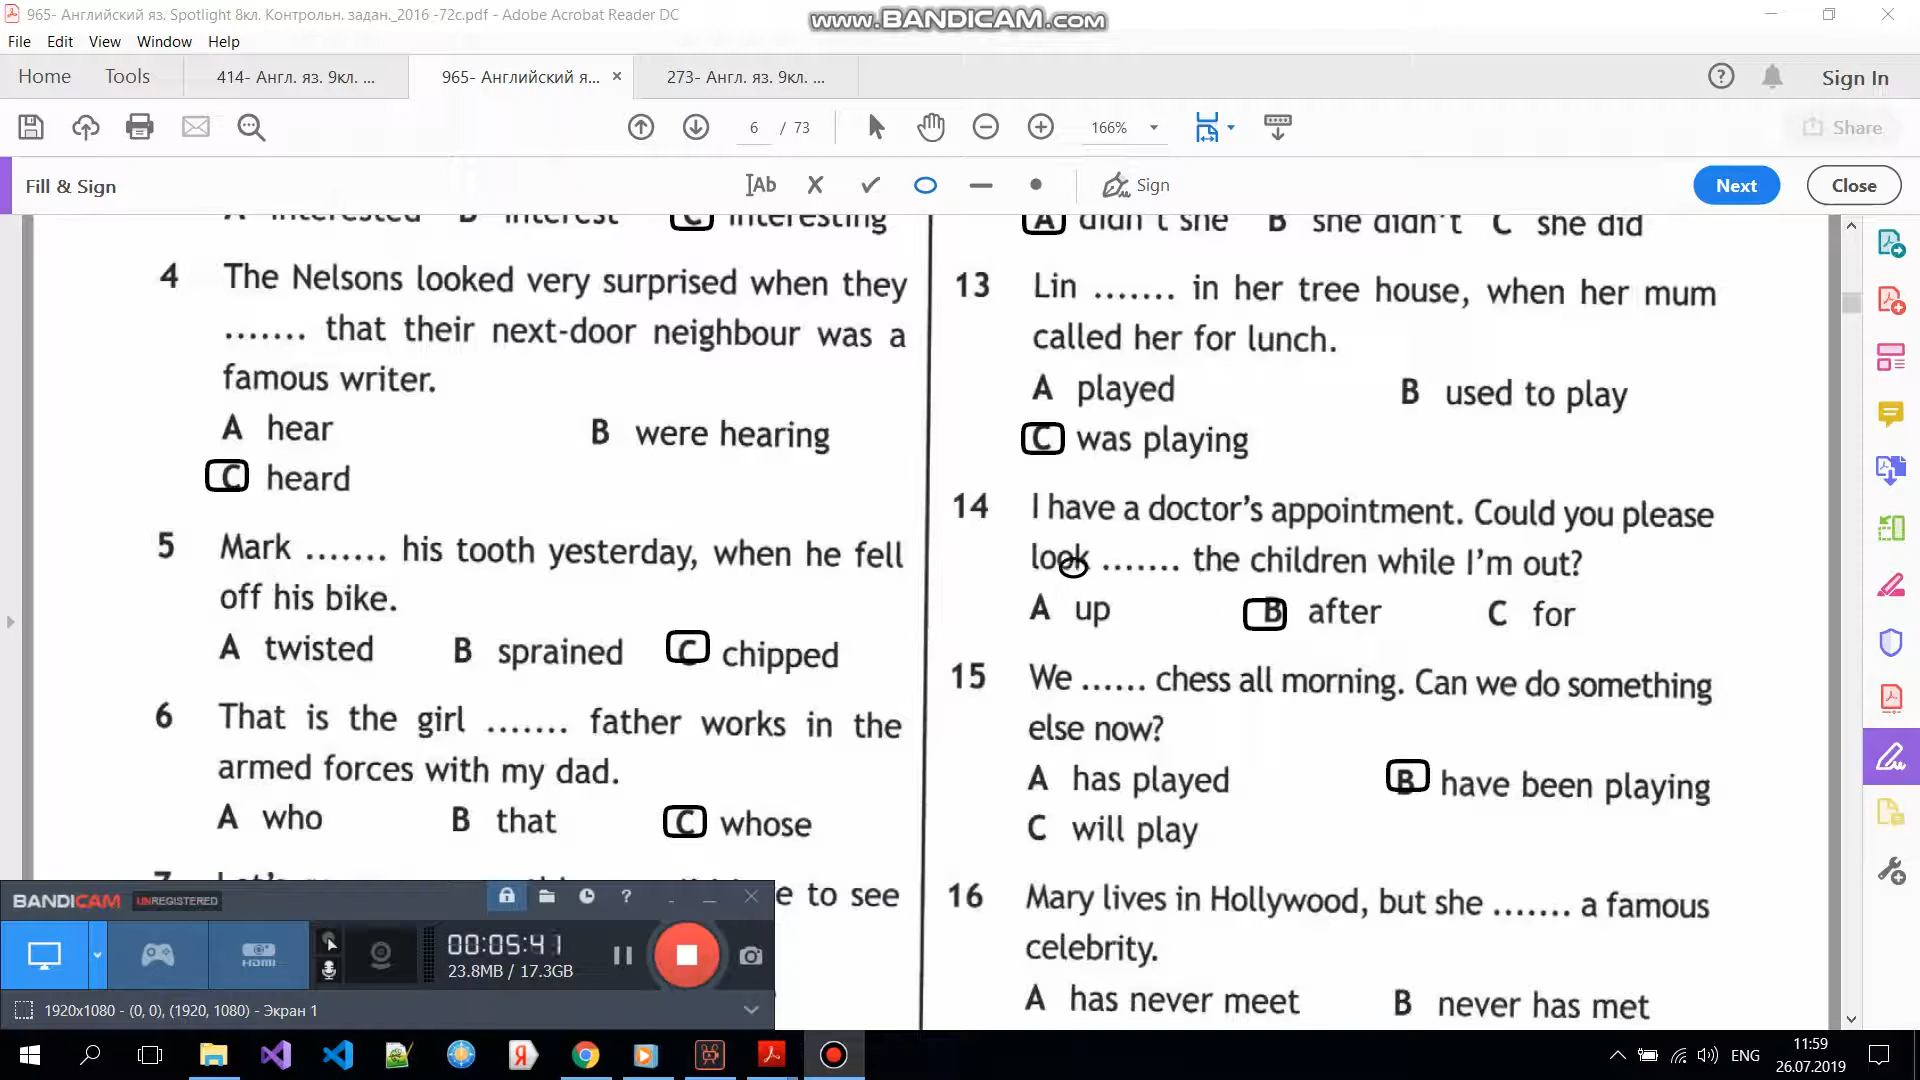 965- Английский яз. Spotlight 8кл. Контрольн. задан._2016 -72с.pdf - Adobe Acrobat Reader DC
www.BANDICAM.com
File Edit View Window Help
Home Tools 414- Англ. яз. 9кл. ... 965- Английский я... 273- Англ. яз. 9кл. ... Sign In
6 / 73 166% Share
Fill & Sign Sign Next Close
A interested B interest C interesting
4 The Nelsons looked very surprised when they
....... that their next-door neighbour was a
famous writer.
A hear B were hearing
C heard
5 Mark ....... his tooth yesterday, when he fell
off his bike.
A twisted B sprained C chipped
6 That is the girl ....... father works in the
armed forces with my dad.
A who B that C whose
7 Let's
e to see
A didn't she B she didn't C she did
13 Lin ....... in her tree house, when her mum
called her for lunch.
A played B used to play
C was playing
14 I have a doctor's appointment. Could you please
look ....... the children while I'm out?
A up B after C for
15 We ...... chess all morning. Can we do something
else now?
A has played B have been playing
C will play
16 Mary lives in Hollywood, but she ....... a famous
celebrity.
A has never meet B never has met
BANDICAM UNREGISTERED
HDMI
00:05:41
23.8MB / 17.3GB
1920x1080 - (0, 0), (1920, 1080) - Экран 1
ENG
11:59
26.07.2019